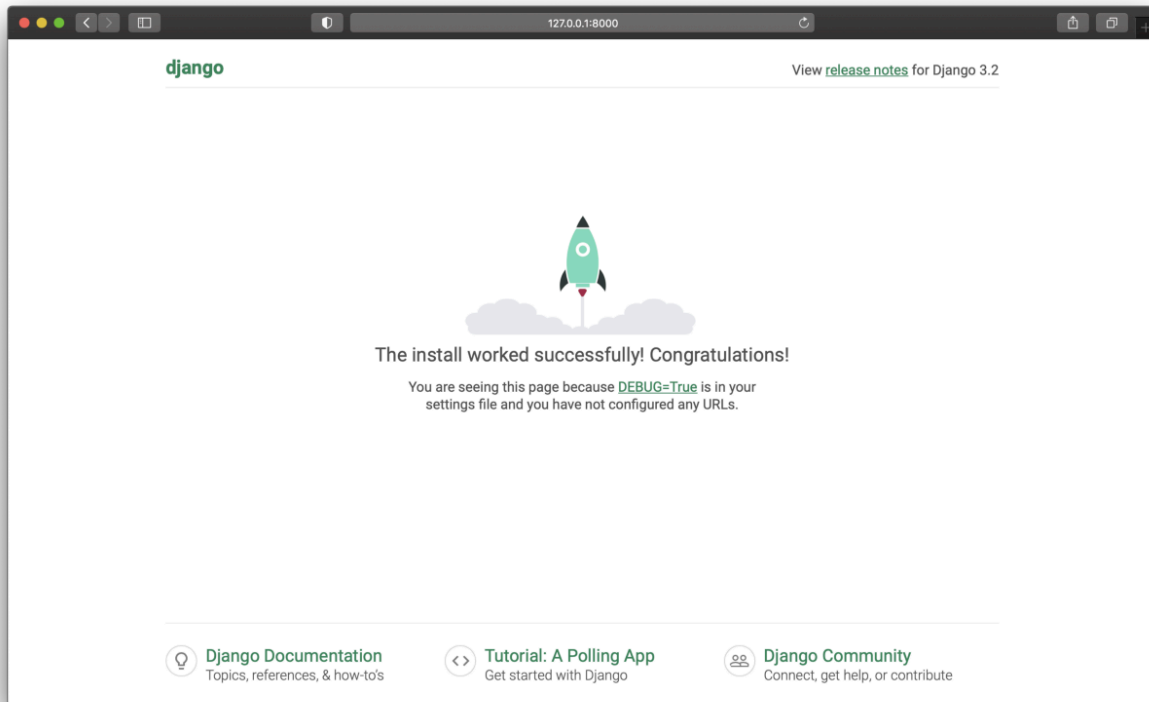 127.0.0.1:8000
django
View release notes for Django 3.2
The install worked successfully! Congratulations!
You are seeing this page because DEBUG=True is in your
settings file and you have not configured any URLs.
Django Documentation
Topics, references, & how-to's
Tutorial: A Polling App
Get started with Django
Django Community
Connect, get help, or contribute